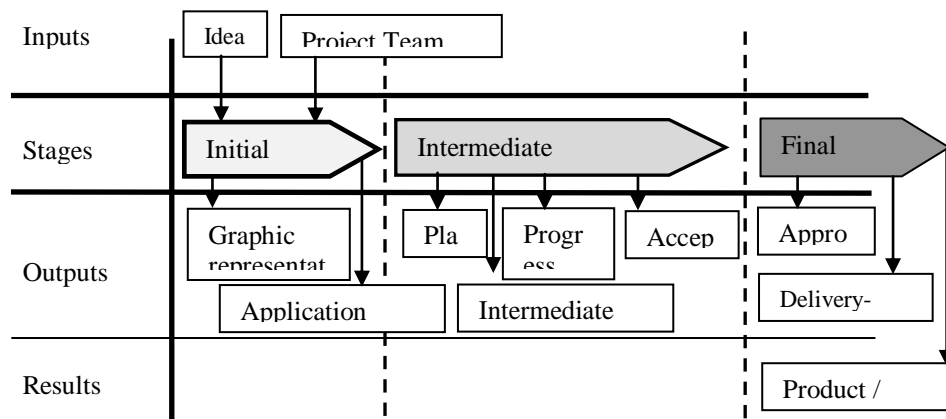 Inputs
Idea
Project Team
Stages
Initial
Intermediate
Final
Outputs
Graphic
representat
Pla
Progr
ess
Accep
Appro
Application
Intermediate
Delivery-
Results
Product /